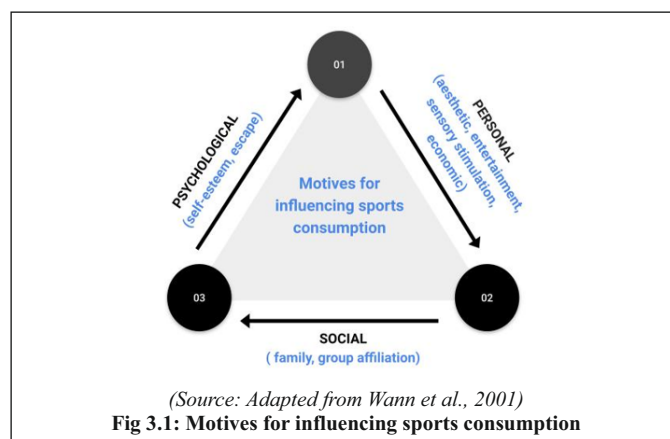 01
PSYCHOLOGICAL
(self-esteem, escape)
PERSONAL
(aesthetic, entertainment,
sensory stimulation,
economic)
Motives for
influencing sports
consumption
03
02
SOCIAL
( family, group affiliation)
(Source: Adapted from Wann et al., 2001)
Fig 3.1: Motives for influencing sports consumption